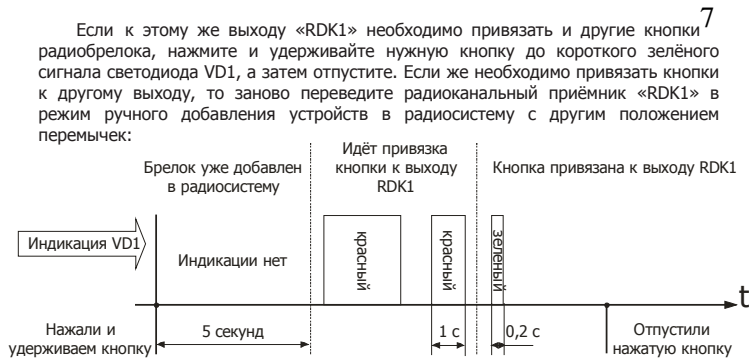 7
Если к этому же выходу «RDK1» необходимо привязать и другие кнопки
радиобрелока, нажмите и удерживайте нужную кнопку до короткого зелёного
сигнала светодиода VD1, а затем отпустите. Если же необходимо привязать кнопки
к другому выходу, то заново переведите радиоканальный приёмник «RDK1» в
режим ручного добавления устройств в радиосистему с другим положением
перемычек:
Брелок уже добавлен
в радиосистему
Идёт привязка
кнопки к выходу
RDK1
Кнопка привязана к выходу RDK1
Индикация VD1
Индикации нет
красный
красный
зеленый
t
Нажали и
удерживаем кнопку
5 секунд
1 с
0,2 с
Отпустили
нажатую кнопку